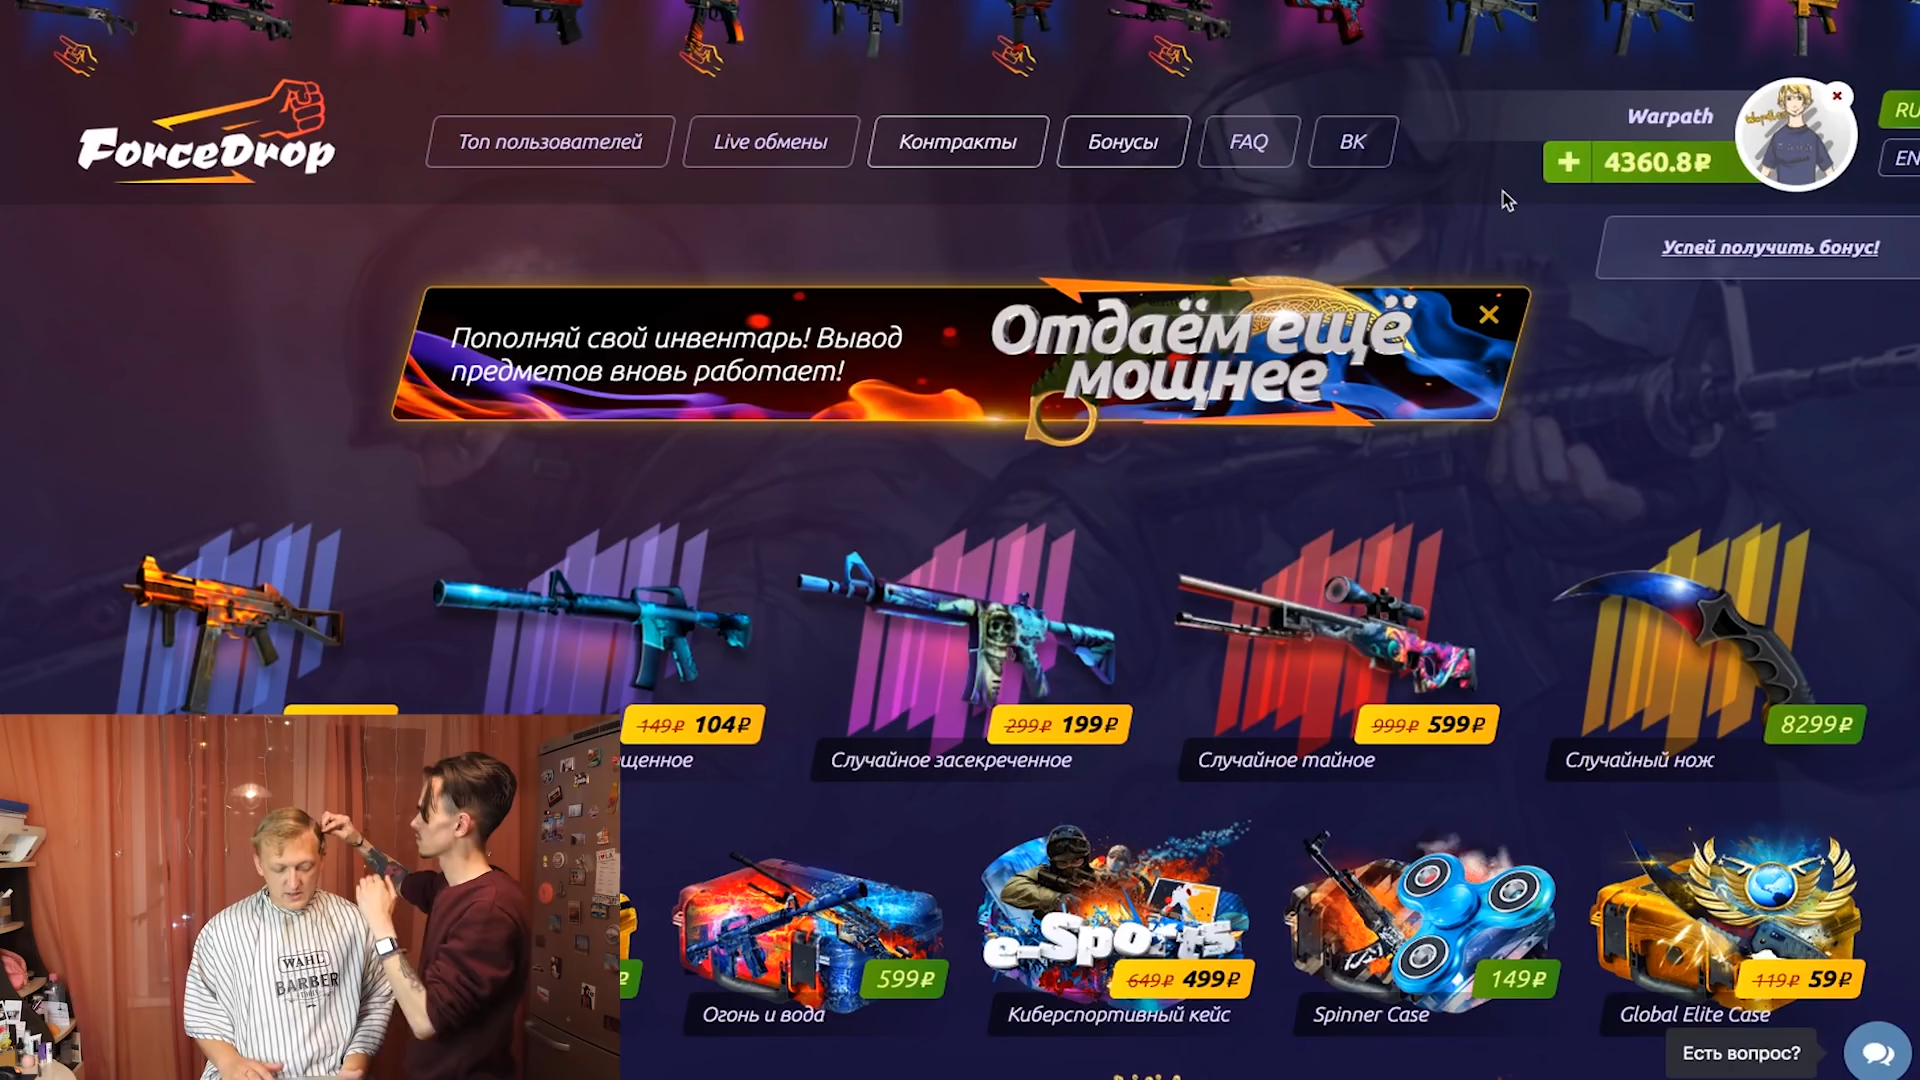 ForceDrop
Топ пользователей
Live обмены
Контракты
Бонусы
FAQ
ВК
Warpath
4360.8₽
RU
EN
Успей получить бонус!
Пополняй свой инвентарь! Вывод
предметов вновь работает!
Отдаём ещё
мощнее
149₽ 104₽
щенное
299₽ 199₽
Случайное засекреченное
999₽ 599₽
Случайное тайное
8299₽
Случайный нож
WAHL
BARBER
599₽
Огонь и вода
e-Sports
649₽ 499₽
Киберспортивный кейс
149₽
Spinner Case
119₽ 59₽
Global Elite Case
Есть вопрос?